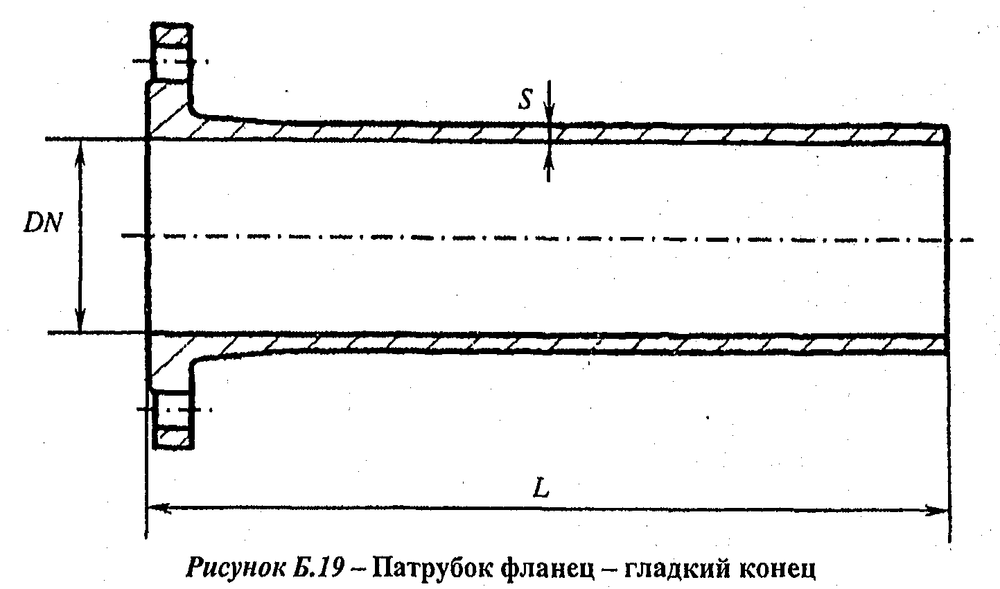 S
DN
L
Рисунок Б.19 – Патрубок фланец – гладкий конец